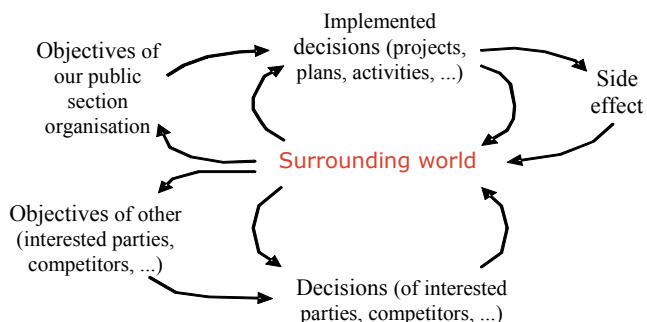 Objectives of
our public
section
organisation
Implemented
decisions (projects,
plans, activities, ...)
Side
effect
Surrounding world
Objectives of other
(interested parties,
competitors, ...)
Decisions (of interested
parties, competitors, ...)